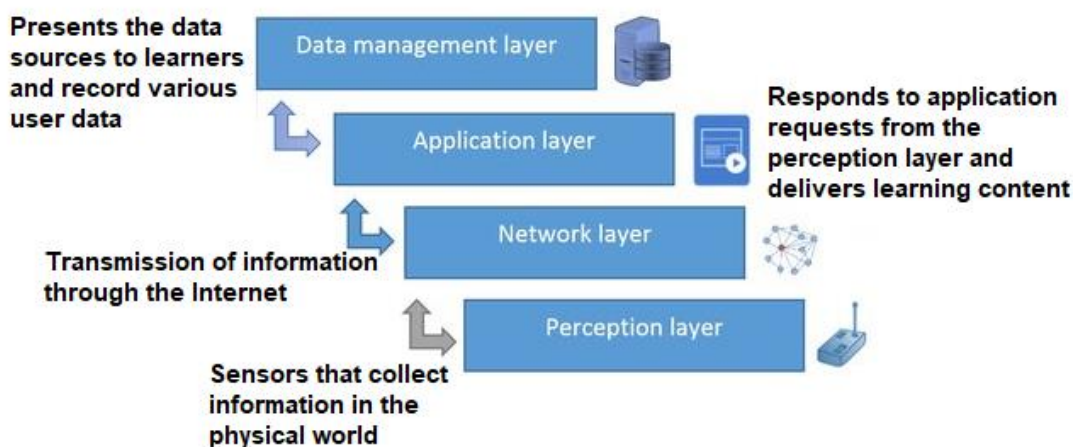 Presents the data
sources to learners
and record various
user data
Data management layer
Application layer
Responds to application
requests from the
perception layer and
delivers learning content
Network layer
Transmission of information
through the Internet
Perception layer
Sensors that collect
information in the
physical world